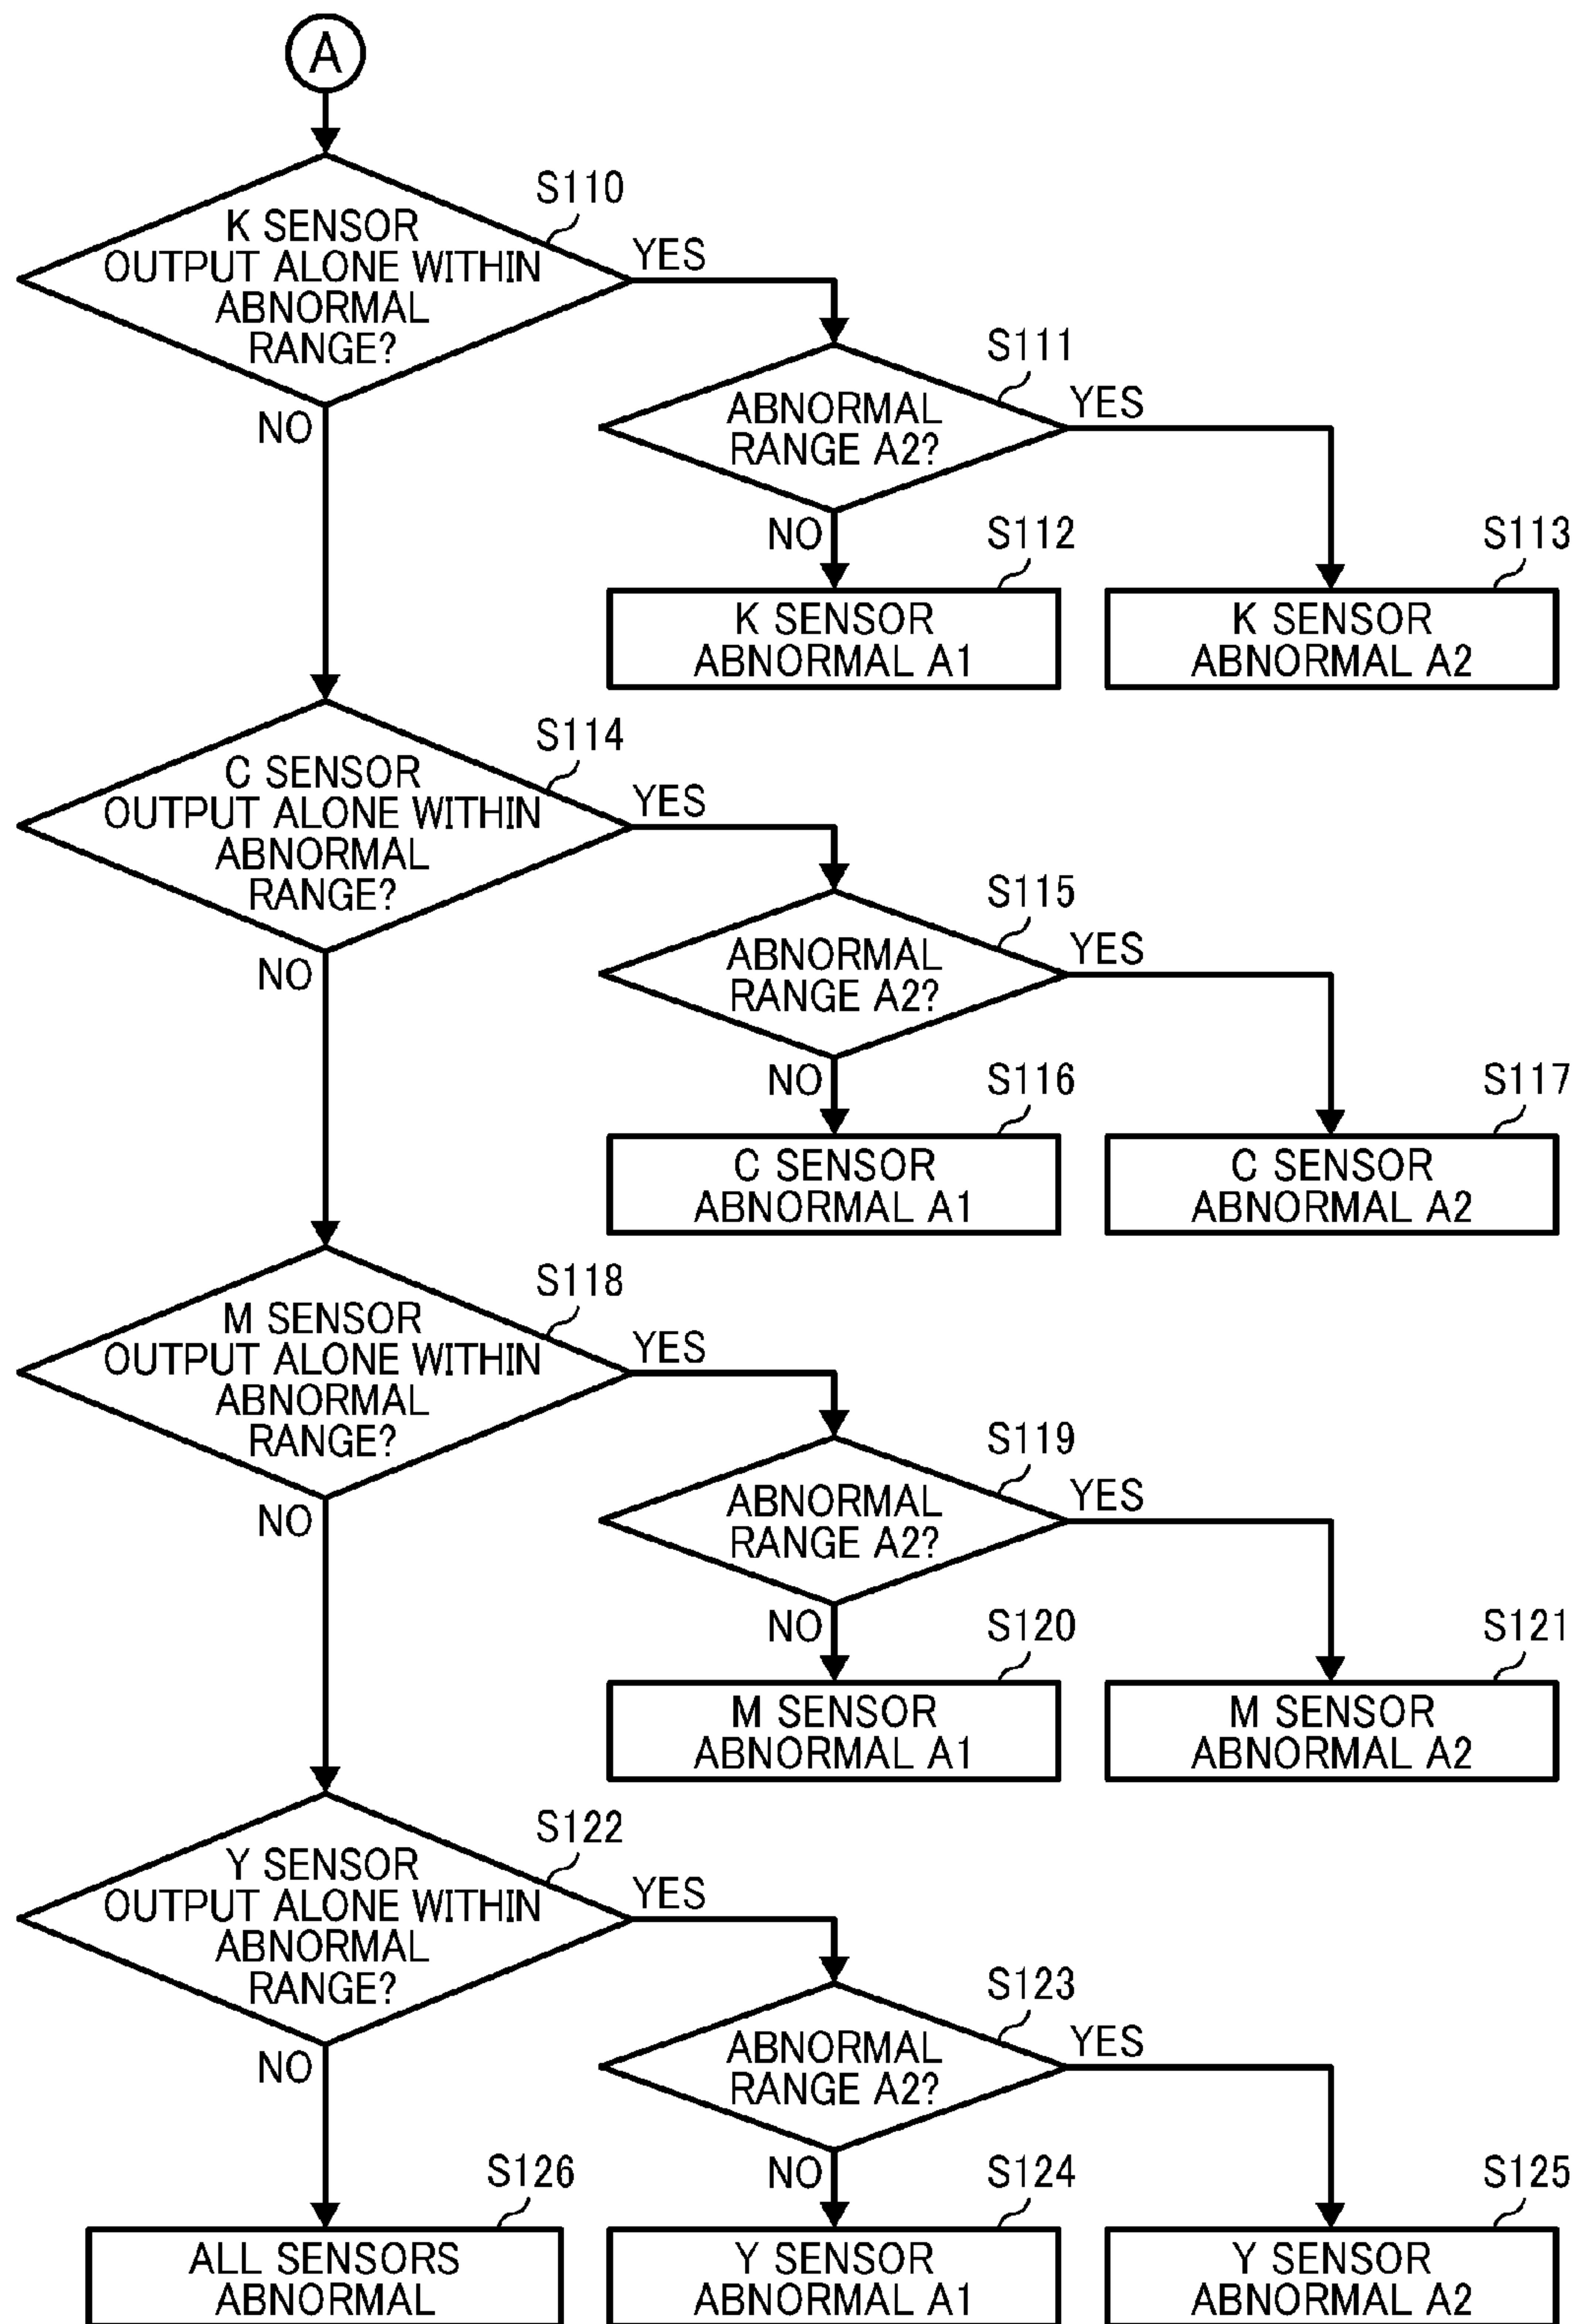 A
S110
K SENSOR
OUTPUT ALONE WITHIN
ABNORMAL
RANGE?
YES
NO
S111
ABNORMAL
RANGE A2?
YES
NO
S112
K SENSOR
ABNORMAL A1
S113
K SENSOR
ABNORMAL A2
S114
C SENSOR
OUTPUT ALONE WITHIN
ABNORMAL
RANGE?
YES
NO
S115
ABNORMAL
RANGE A2?
YES
NO
S116
C SENSOR
ABNORMAL A1
S117
C SENSOR
ABNORMAL A2
S118
M SENSOR
OUTPUT ALONE WITHIN
ABNORMAL
RANGE?
YES
NO
S119
ABNORMAL
RANGE A2?
YES
NO
S120
M SENSOR
ABNORMAL A1
S121
M SENSOR
ABNORMAL A2
S122
Y SENSOR
OUTPUT ALONE WITHIN
ABNORMAL
RANGE?
YES
NO
S123
ABNORMAL
RANGE A2?
YES
NO
S126
ALL SENSORS
ABNORMAL
S124
Y SENSOR
ABNORMAL A1
S125
Y SENSOR
ABNORMAL A2